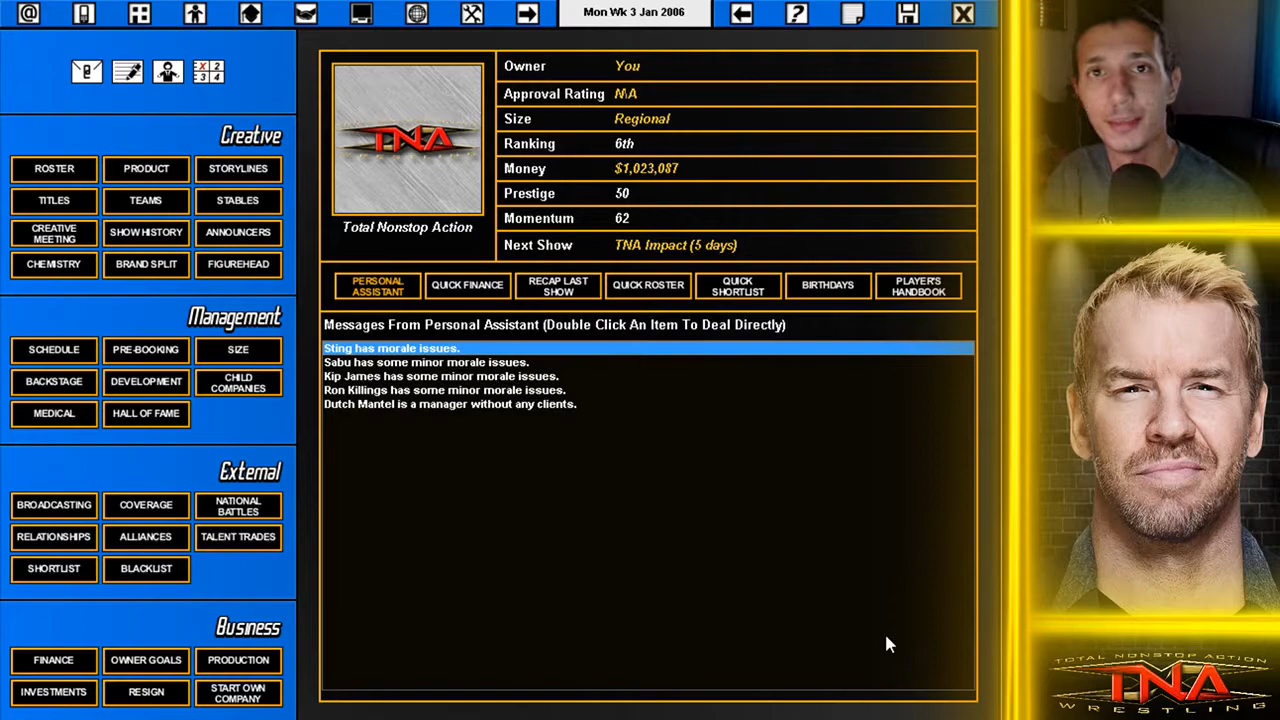 Mon Wk 3 Jan 2006
Creative
ROSTER
PRODUCT
STORYLINES
TITLES
TEAMS
STABLES
CREATIVE
MEETING
SHOW HISTORY
ANNOUNCERS
CHEMISTRY
BRAND SPLIT
FIGUREHEAD
Management
SCHEDULE
PRE-BOOKING
SIZE
BACKSTAGE
DEVELOPMENT
CHILD
COMPANIES
MEDICAL
HALL OF FAME
External
BROADCASTING
COVERAGE
NATIONAL
BATTLES
RELATIONSHIPS
ALLIANCES
TALENT TRADES
SHORTLIST
BLACKLIST
Business
FINANCE
OWNER GOALS
PRODUCTION
INVESTMENTS
RESIGN
START OWN
COMPANY
TNA
Total Nonstop Action
Owner You
Approval Rating N\A
Size Regional
Ranking 6th
Money $1,023,087
Prestige 50
Momentum 62
Next Show TNA Impact (5 days)
PERSONAL
ASSISTANT
QUICK FINANCE
RECAP LAST
SHOW
QUICK ROSTER
QUICK
SHORTLIST
BIRTHDAYS
PLAYER'S
HANDBOOK
Messages From Personal Assistant (Double Click An Item To Deal Directly)
Sting has morale issues.
Sabu has some minor morale issues.
Kip James has some minor morale issues.
Ron Killings has some minor morale issues.
Dutch Mantel is a manager without any clients.
TOTAL NONSTOP ACTION
TNA
WRESTLING